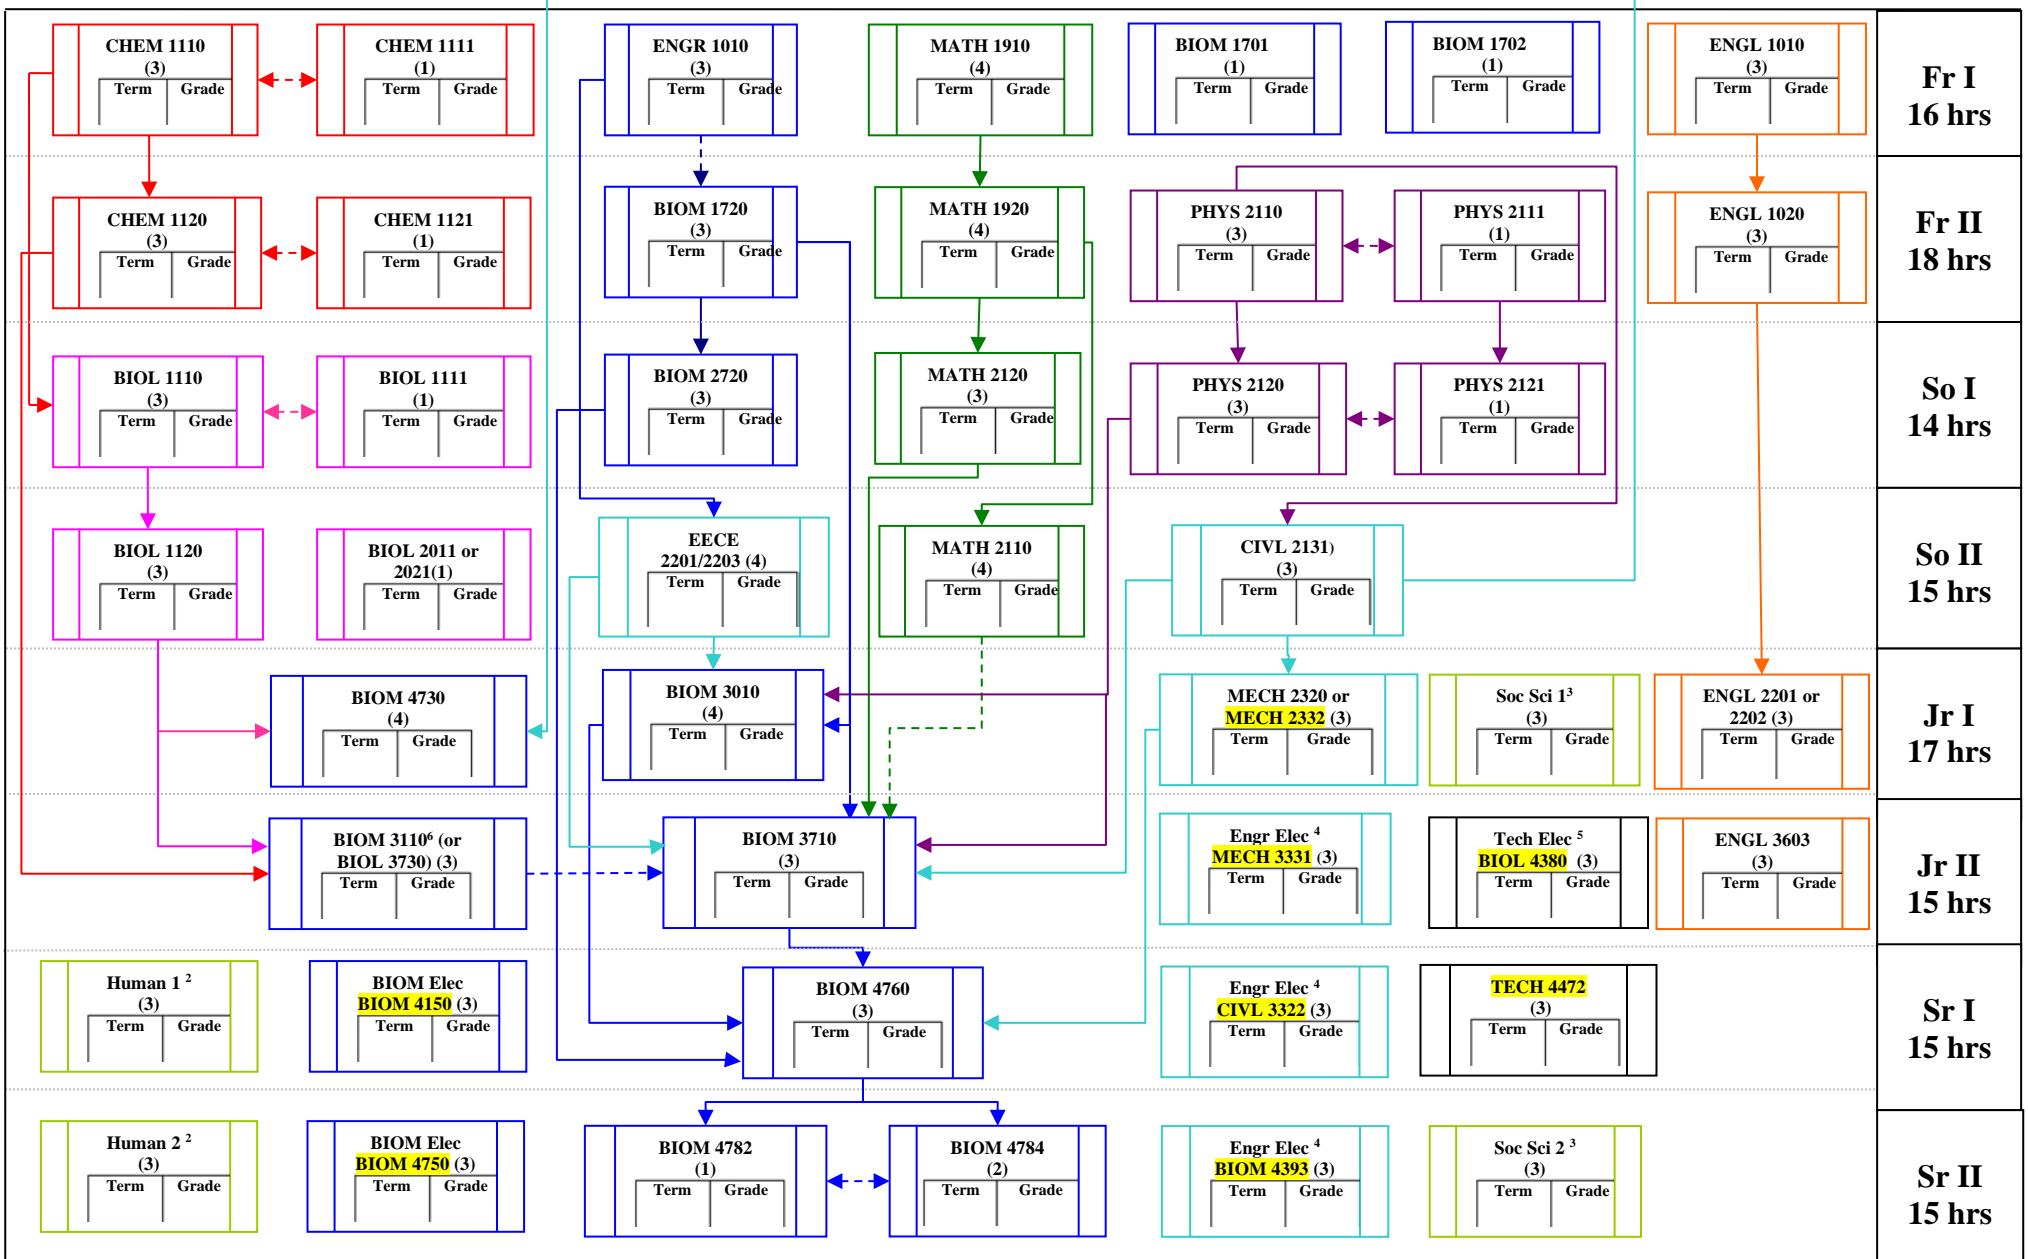 CHEM 1110
(3)
Term Grade
CHEM 1111
(1)
Term Grade
ENGR 1010
(3)
Term Grade
MATH 1910
(4)
Term Grade
BIOM 1701
(1)
Term Grade
BIOM 1702
(1)
Term Grade
ENGL 1010
(3)
Term Grade
Fr I
16 hrs
CHEM 1120
(3)
Term Grade
CHEM 1121
(1)
Term Grade
BIOM 1720
(3)
Term Grade
MATH 1920
(4)
Term Grade
PHYS 2110
(3)
Term Grade
PHYS 2111
(1)
Term Grade
ENGL 1020
(3)
Term Grade
Fr II
18 hrs
BIOL 1110
(3)
Term Grade
BIOL 1111
(1)
Term Grade
BIOM 2720
(3)
Term Grade
MATH 2120
(3)
Term Grade
PHYS 2120
(3)
Term Grade
PHYS 2121
(1)
Term Grade
So I
14 hrs
BIOL 1120
(3)
Term Grade
BIOL 2011 or
2021(1)
Term Grade
EECE
2201/2203 (4)
Term Grade
MATH 2110
(4)
Term Grade
CIVL 2131)
(3)
Term Grade
So II
15 hrs
BIOM 4730
(4)
Term Grade
BIOM 3010
(4)
Term Grade
MECH 2320 or
MECH 2332 (3)
Term Grade
Soc Sci 1³
(3)
Term Grade
ENGL 2201 or
2202 (3)
Term Grade
Jr I
17 hrs
BIOM 3110⁶ (or
BIOL 3730) (3)
Term Grade
BIOM 3710
(3)
Term Grade
Engr Elec ⁴
MECH 3331 (3)
Term Grade
Tech Elec ⁵
BIOL 4380 (3)
Term Grade
ENGL 3603
(3)
Term Grade
Jr II
15 hrs
Human 1 ²
(3)
Term Grade
BIOM Elec
BIOM 4150 (3)
Term Grade
BIOM 4760
(3)
Term Grade
Engr Elec ⁴
CIVL 3322 (3)
Term Grade
TECH 4472
(3)
Term Grade
Sr I
15 hrs
Human 2 ²
(3)
Term Grade
BIOM Elec
BIOM 4750 (3)
Term Grade
BIOM 4782
(1)
Term Grade
BIOM 4784
(2)
Term Grade
Engr Elec ⁴
BIOM 4393 (3)
Term Grade
Soc Sci 2 ³
(3)
Term Grade
Sr II
15 hrs